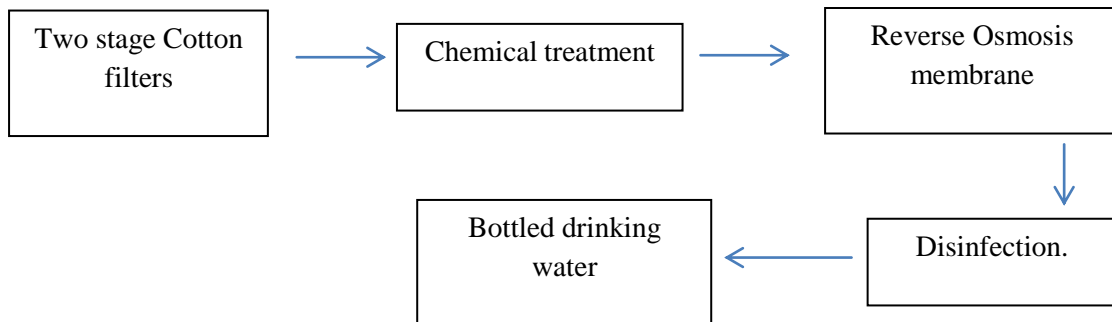 Two stage Cotton
filters
Chemical treatment
Reverse Osmosis
membrane
Disinfection.
Bottled drinking
water